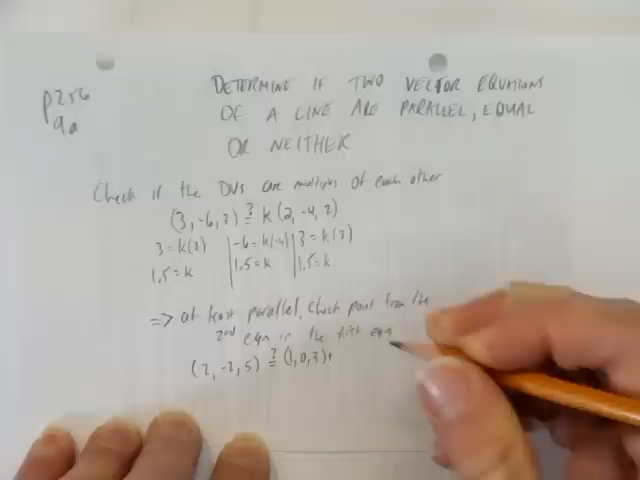 p256
9a
DETERMINE IF TWO VECTOR EQUATIONS
OF A LINE ARE PARALLEL, EQUAL
OR NEITHER
Check if the DVs are multiples of each other
(3, -6, 3) ≟ k (2, -4, 2)
3 = k(2) | -6 = k(-4) | 3 = k(2)
1.5 = k | 1.5 = k | 1.5 = k
=> at least parallel, check point from the
2nd eqn in the first eqn
(2, -2, 5) ≟ (1, 0, 3) +